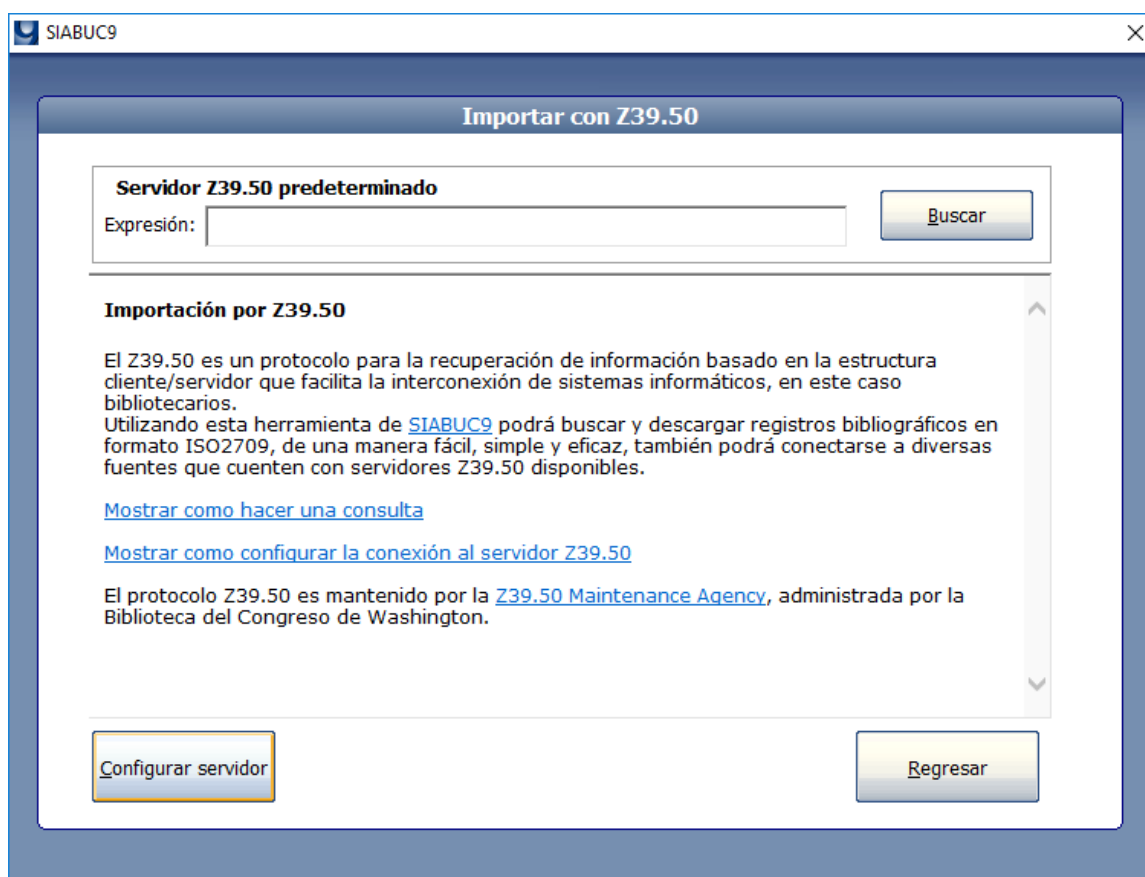 SIABUC9
Importar con Z39.50
Servidor Z39.50 predeterminado
Expresión:
Buscar
Importación por Z39.50
El Z39.50 es un protocolo para la recuperación de información basado en la estructura
cliente/servidor que facilita la interconexión de sistemas informáticos, en este caso
bibliotecarios.
Utilizando esta herramienta de SIABUC9 podrá buscar y descargar registros bibliográficos en
formato ISO2709, de una manera fácil, simple y eficaz, también podrá conectarse a diversas
fuentes que cuenten con servidores Z39.50 disponibles.
Mostrar como hacer una consulta
Mostrar como configurar la conexión al servidor Z39.50
El protocolo Z39.50 es mantenido por la Z39.50 Maintenance Agency, administrada por la
Biblioteca del Congreso de Washington.
Configurar servidor
Regresar